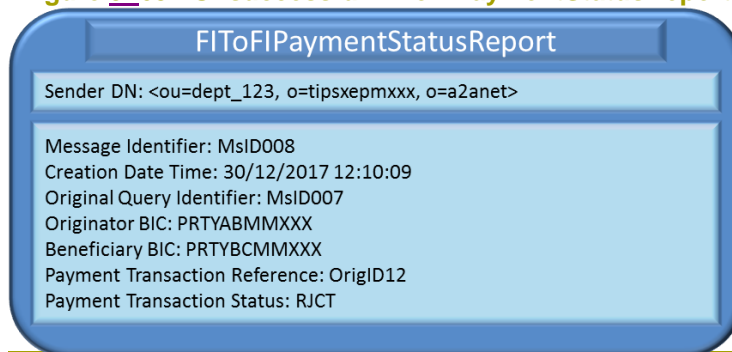 FIToFIPaymentStatusReport
Sender DN: <ou=dept_123, o=tipsxepmxxx, o=a2anet>
Message Identifier: MsID008
Creation Date Time: 30/12/2017 12:10:09
Original Query Identifier: MsID007
Originator BIC: PRTYABMMXXX
Beneficiary BIC: PRTYBCMMXXX
Payment Transaction Reference: OrigID12
Payment Transaction Status: RJCT